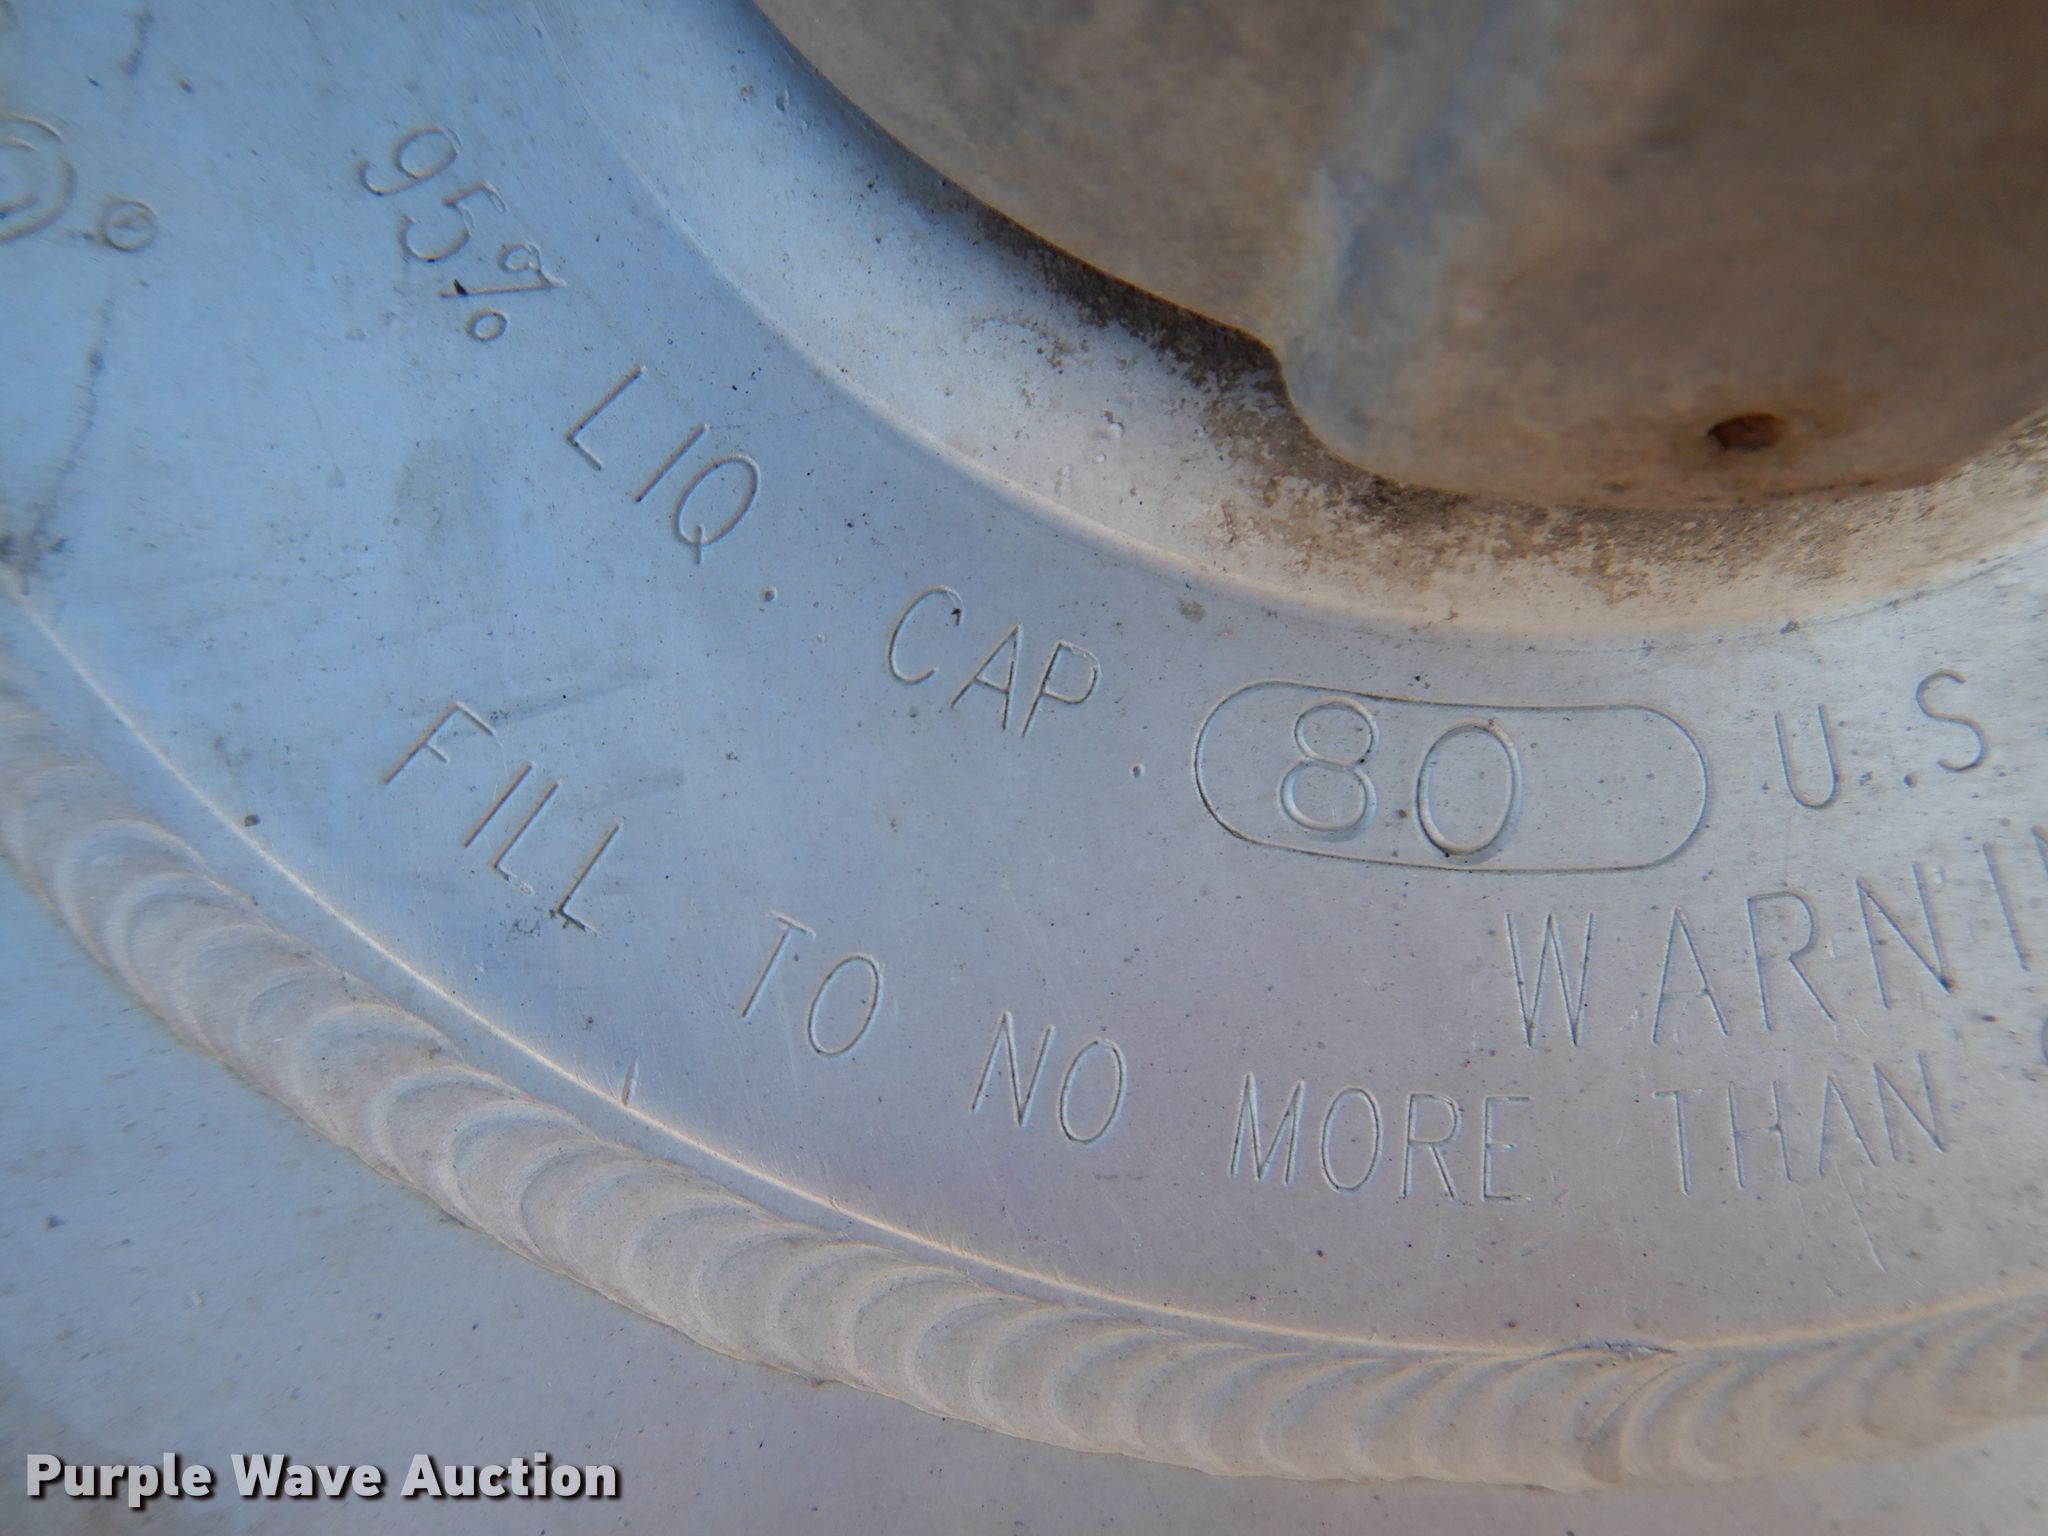 95% LIQ. CAP. 80 U.S
WARNI
FILL TO NO MORE THAN
Purple Wave Auction